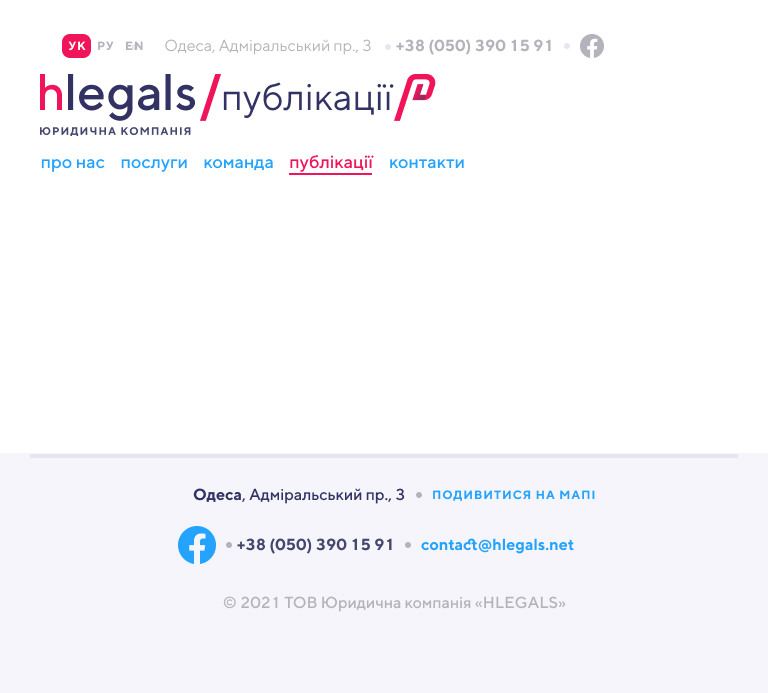 УК РУ EN Одеса, Адміральський пр., 3 • +38 (050) 390 15 91 •
hlegals/публікації
ЮРИДИЧНА КОМПАНІЯ
про нас послуги команда публікації контакти
Одеса, Адміральський пр., 3 • ПОДИВИТИСЯ НА МАПІ
• +38 (050) 390 15 91 • contact@hlegals.net
© 2021 ТОВ Юридична компанія «HLEGALS»